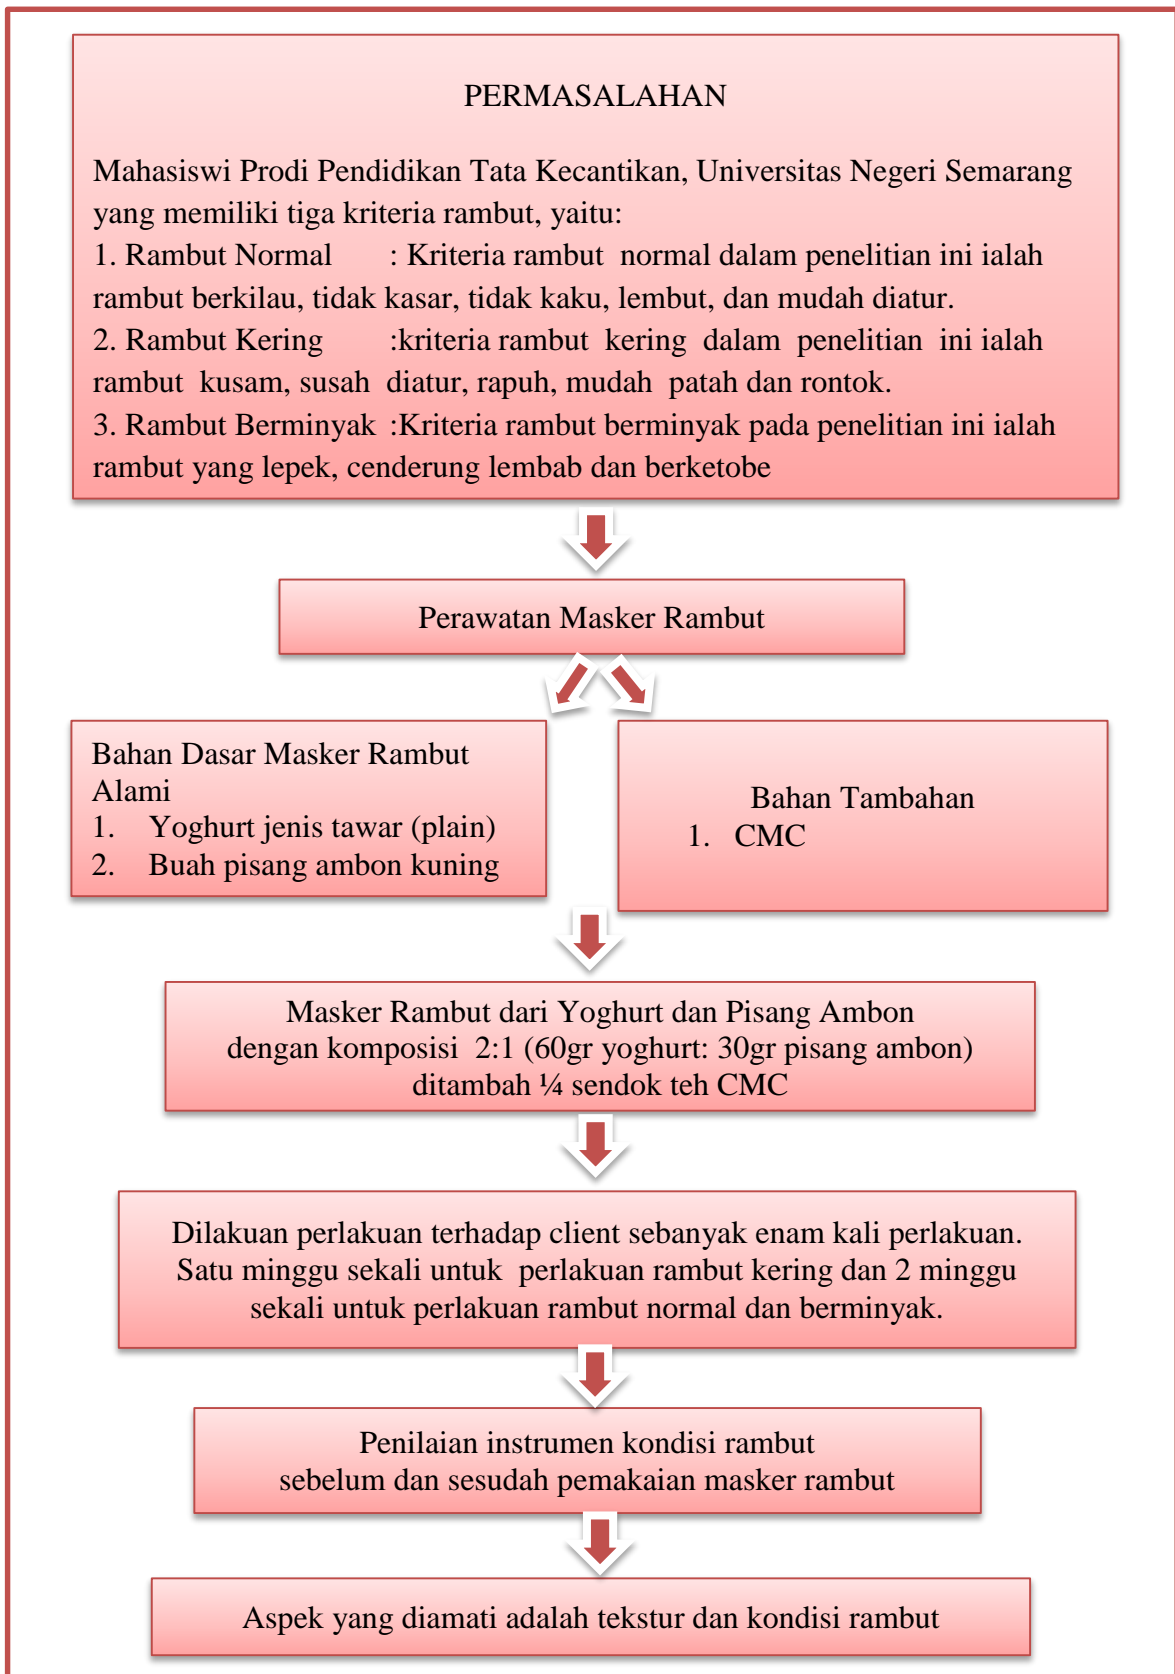 PERMASALAHAN
Mahasiswi Prodi Pendidikan Tata Kecantikan, Universitas Negeri Semarang
yang memiliki tiga kriteria rambut, yaitu:
1. Rambut Normal : Kriteria rambut normal dalam penelitian ini ialah
rambut berkilau, tidak kasar, tidak kaku, lembut, dan mudah diatur.
2. Rambut Kering :kriteria rambut kering dalam penelitian ini ialah
rambut kusam, susah diatur, rapuh, mudah patah dan rontok.
3. Rambut Berminyak :Kriteria rambut berminyak pada penelitian ini ialah
rambut yang lepek, cenderung lembab dan berketobe
Perawatan Masker Rambut
Bahan Dasar Masker Rambut
Alami
1. Yoghurt jenis tawar (plain)
2. Buah pisang ambon kuning
Bahan Tambahan
1. CMC
Masker Rambut dari Yoghurt dan Pisang Ambon
dengan komposisi 2:1 (60gr yoghurt: 30gr pisang ambon)
ditambah ¼ sendok teh CMC
Dilakuan perlakuan terhadap client sebanyak enam kali perlakuan.
Satu minggu sekali untuk perlakuan rambut kering dan 2 minggu
sekali untuk perlakuan rambut normal dan berminyak.
Penilaian instrumen kondisi rambut
sebelum dan sesudah pemakaian masker rambut
Aspek yang diamati adalah tekstur dan kondisi rambut